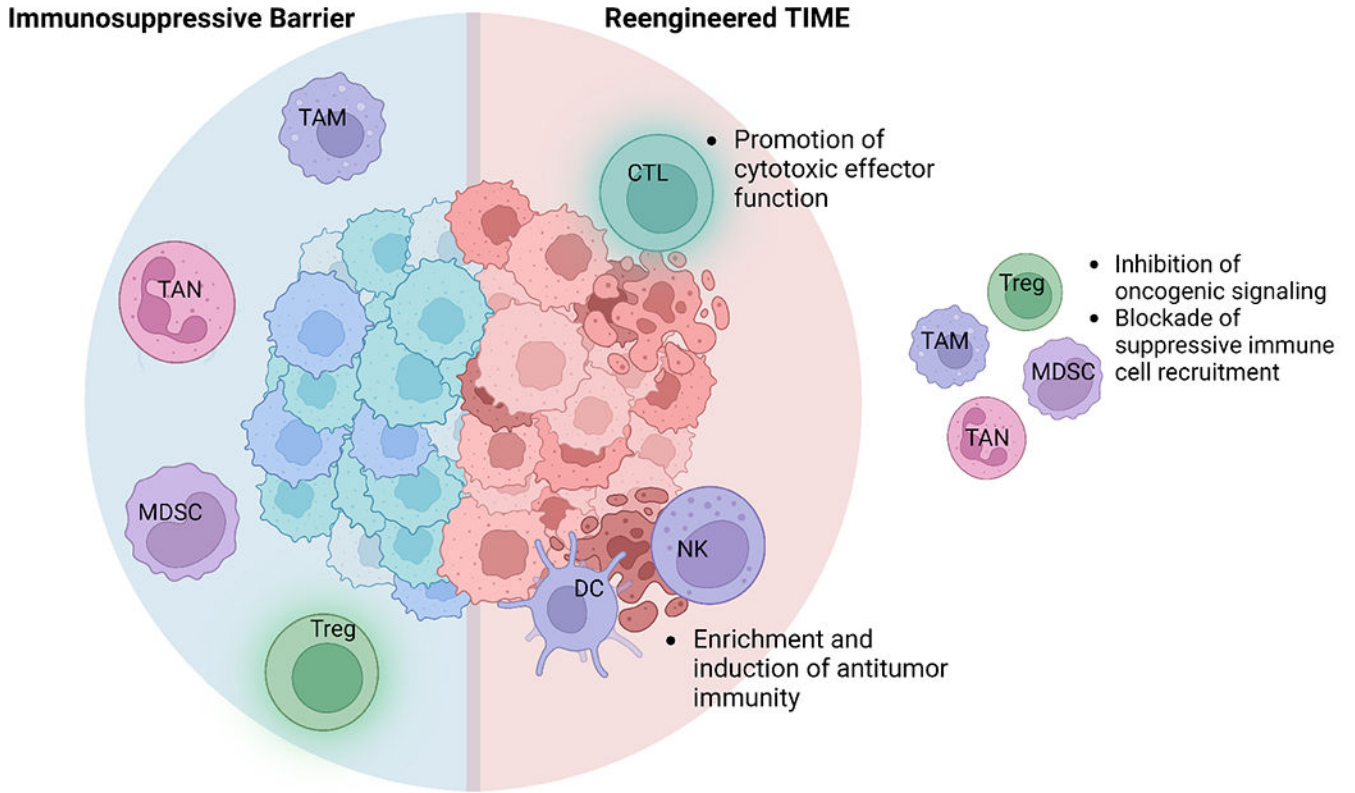 Immunosuppressive Barrier
Reengineered TIME
TAM
TAN
MDSC
Treg
CTL
• Promotion of
cytotoxic effector
function
Treg
TAM
MDSC
TAN
• Inhibition of
oncogenic signaling
• Blockade of
suppressive immune
cell recruitment
NK
DC
• Enrichment and
induction of antitumor
immunity